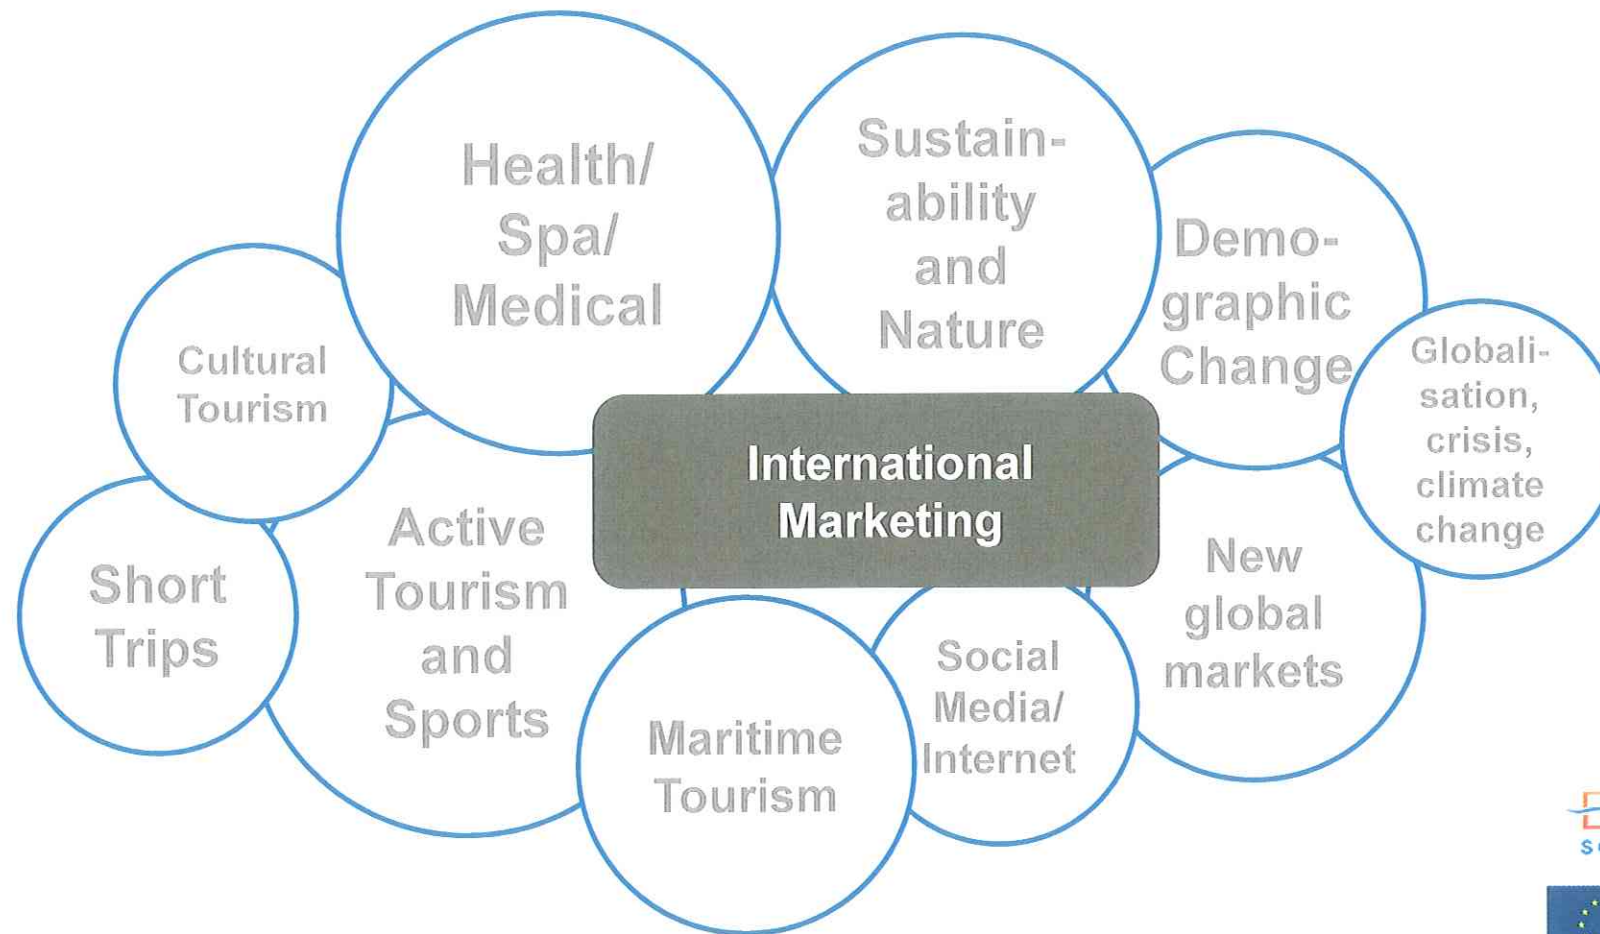 Health/
Spa/
Medical
Sustain-
ability
and
Nature
Demo-
graphic
Change
Globali-
sation,
crisis,
climate
change
Cultural
Tourism
International
Marketing
Short
Trips
Active
Tourism
and
Sports
New
global
markets
Social
Media/
Internet
Maritime
Tourism